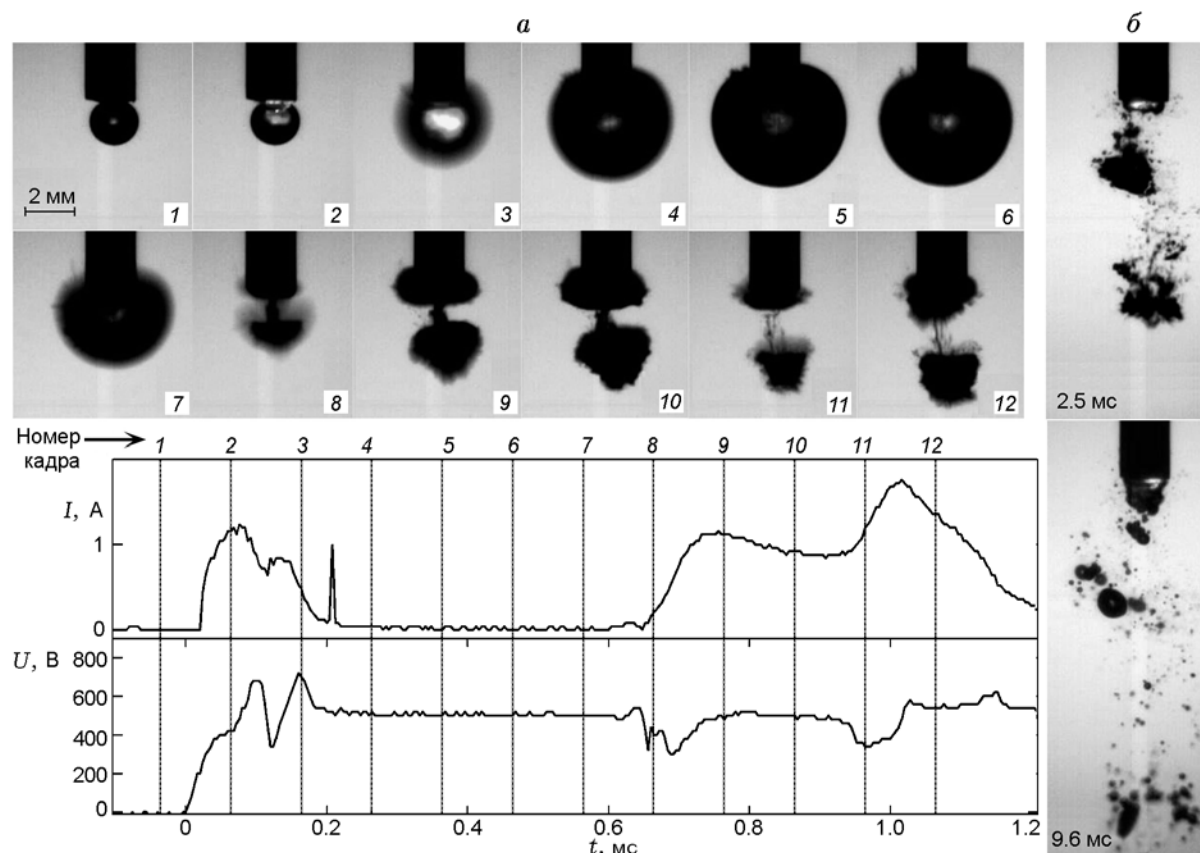 а б
1 2 3 4 5 6
2 мм
7 8 9 10 11 12
2.5 мс
Номер
кадра
1 2 3 4 5 6 7 8 9 10 11 12
I, А
1
0
U, В
800
600
400
200
0
0 0.2 0.4 0.6 0.8 1.0 1.2
t, мс
9.6 мс